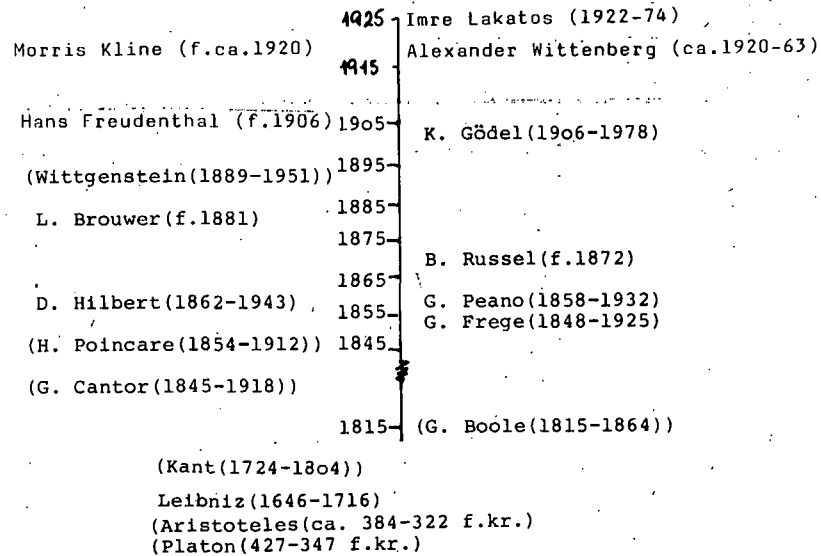 1925 Imre Lakatos (1922-74)
Morris Kline (f.ca.1920) Alexander Wittenberg (ca.1920-63)
1915
Hans Freudenthal (f.1906) 19o5
K. Gödel(19o6-1978)
(Wittgenstein(1889-1951)) 1895
1885
L. Brouwer(f.1881)
1875
B. Russel(f.1872)
1865
D. Hilbert(1862-1943) G. Peano(1858-1932)
1855 G. Frege(1848-1925)
(H. Poincare(1854-1912)) 1845
(G. Cantor(1845-1918))
1815 (G. Boole(1815-1864))
(Kant(1724-18o4))
Leibniz(1646-1716)
(Aristoteles(ca. 384-322 f.kr.)
(Platon(427-347 f.kr.)